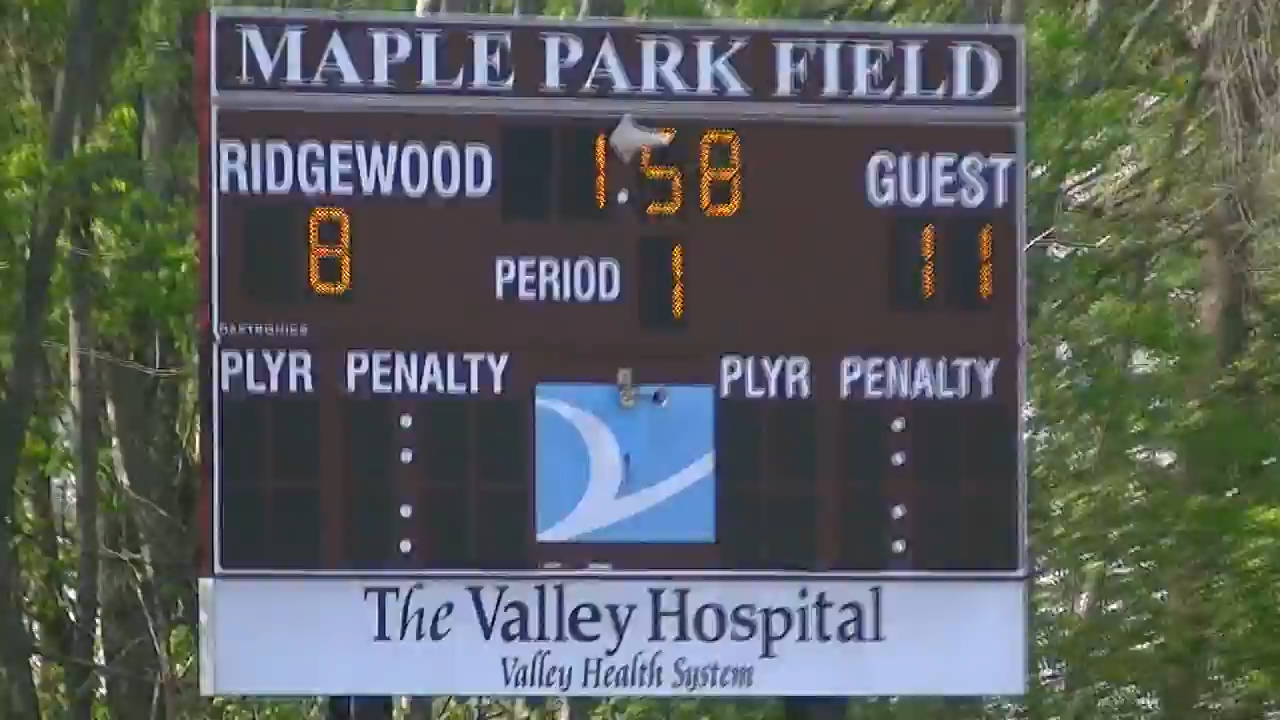 MAPLE PARK FIELD
RIDGEWOOD 1:58 GUEST
8 PERIOD 1 11
DAKTRONICS
PLYR PENALTY PLYR PENALTY
The Valley Hospital
Valley Health System